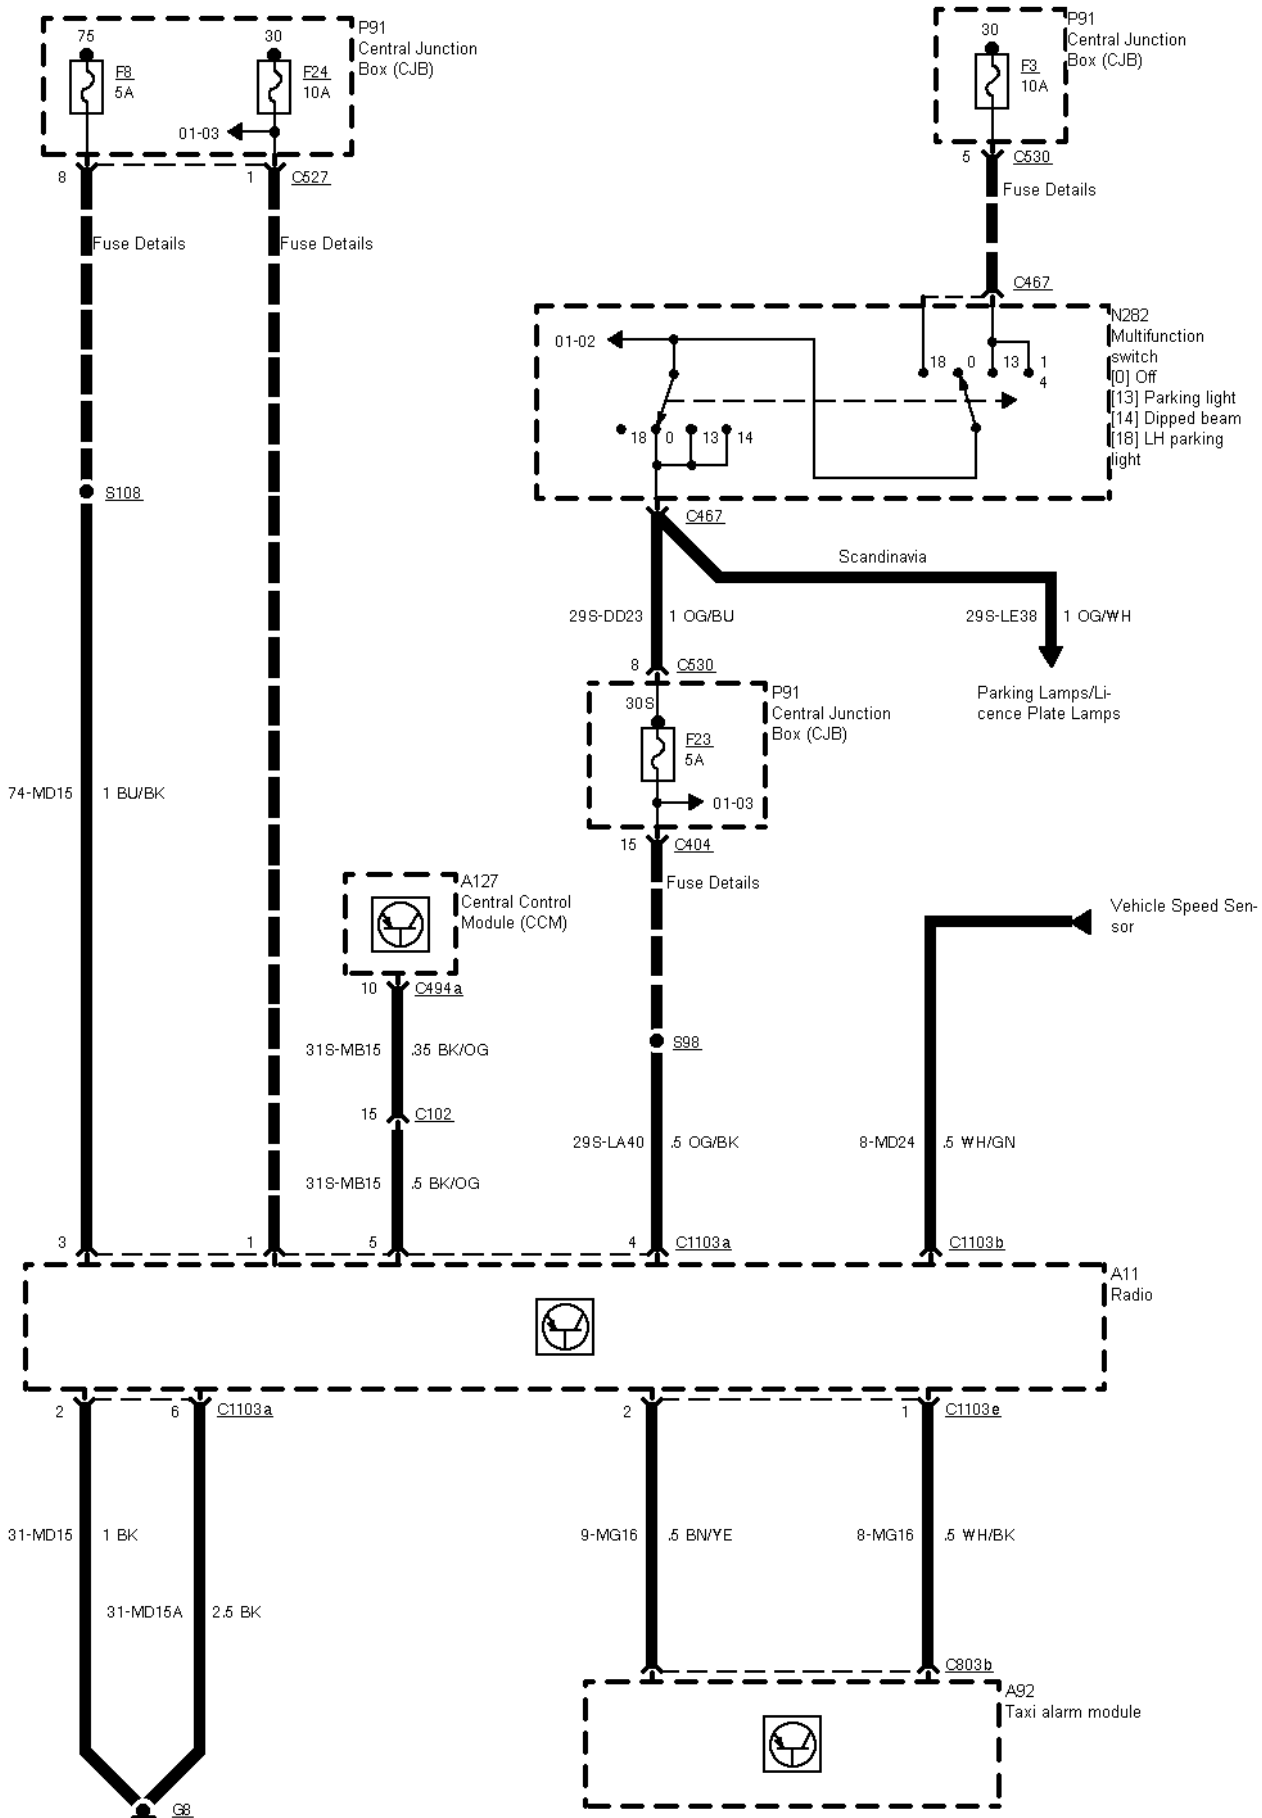 75
30
P91
Central Junction
Box (CJB)
F8
5A
F24
10A
01-03
8
1
C527
Fuse Details
Fuse Details
30
P91
Central Junction
Box (CJB)
F3
10A
5
C530
Fuse Details
C467
N282
Multifunction
switch
[0] Off
[13] Parking light
[14] Dipped beam
[18] LH parking
light
01-02
18
0
13
1
4
18
0
13
14
S108
C467
Scandinavia
29S-DD23
1 OG/BU
29S-LE38
1 OG/WH
8
C530
Parking Lamps/Li-
cence Plate Lamps
30S
P91
Central Junction
Box (CJB)
F23
5A
01-03
74-MD15
1 BU/BK
15
C404
Fuse Details
A127
Central Control
Module (CCM)
Vehicle Speed Sen-
sor
10
C494a
31S-MB15
.35 BK/OG
S98
15
C102
29S-LA40
.5 OG/BK
8-MD24
.5 WH/GN
31S-MB15
.5 BK/OG
3
1
5
4
C1103a
C1103b
A11
Radio
2
6
C1103a
2
1
C1103e
31-MD15
1 BK
9-MG16
.5 BN/YE
8-MG16
.5 WH/BK
31-MD15A
2.5 BK
C803b
A92
Taxi alarm module
G8